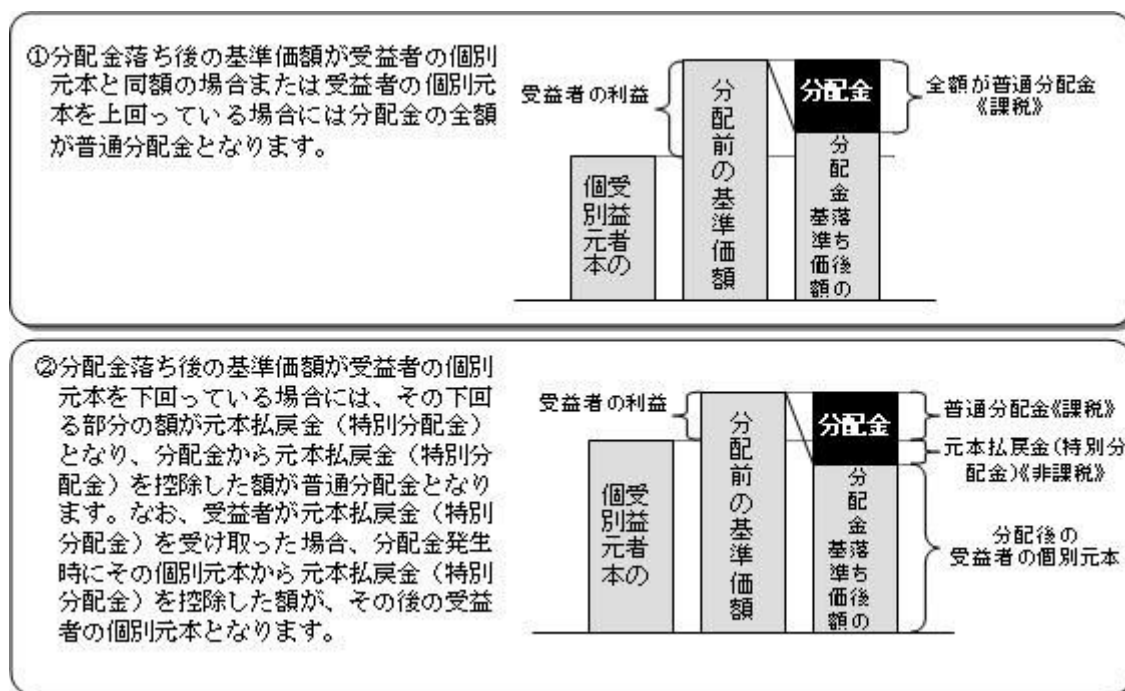 ①分配金落ち後の基準価額が受益者の個別
元本と同額の場合または受益者の個別元
本を上回っている場合には分配金の全額
が普通分配金となります。
受益者の利益
受益者の
個別元本
分配前の基準価額
分配金
分配金落ち後の
基準価額
全額が普通分配金
《課税》
②分配金落ち後の基準価額が受益者の個別
元本を下回っている場合には、その下回
る部分の額が元本払戻金（特別分配金）
となり、分配金から元本払戻金（特別分
配金）を控除した額が普通分配金となり
ます。なお、受益者が元本払戻金（特別
分配金）を受け取った場合、分配金発生
時にその個別元本から元本払戻金（特別
分配金）を控除した額が、その後の受益
者の個別元本となります。
受益者の利益
受益者の
個別元本
分配前の基準価額
分配金
分配金落ち後の
基準価額
普通分配金《課税》
元本払戻金(特別分
配金)《非課税》
分配後の
受益者の個別元本